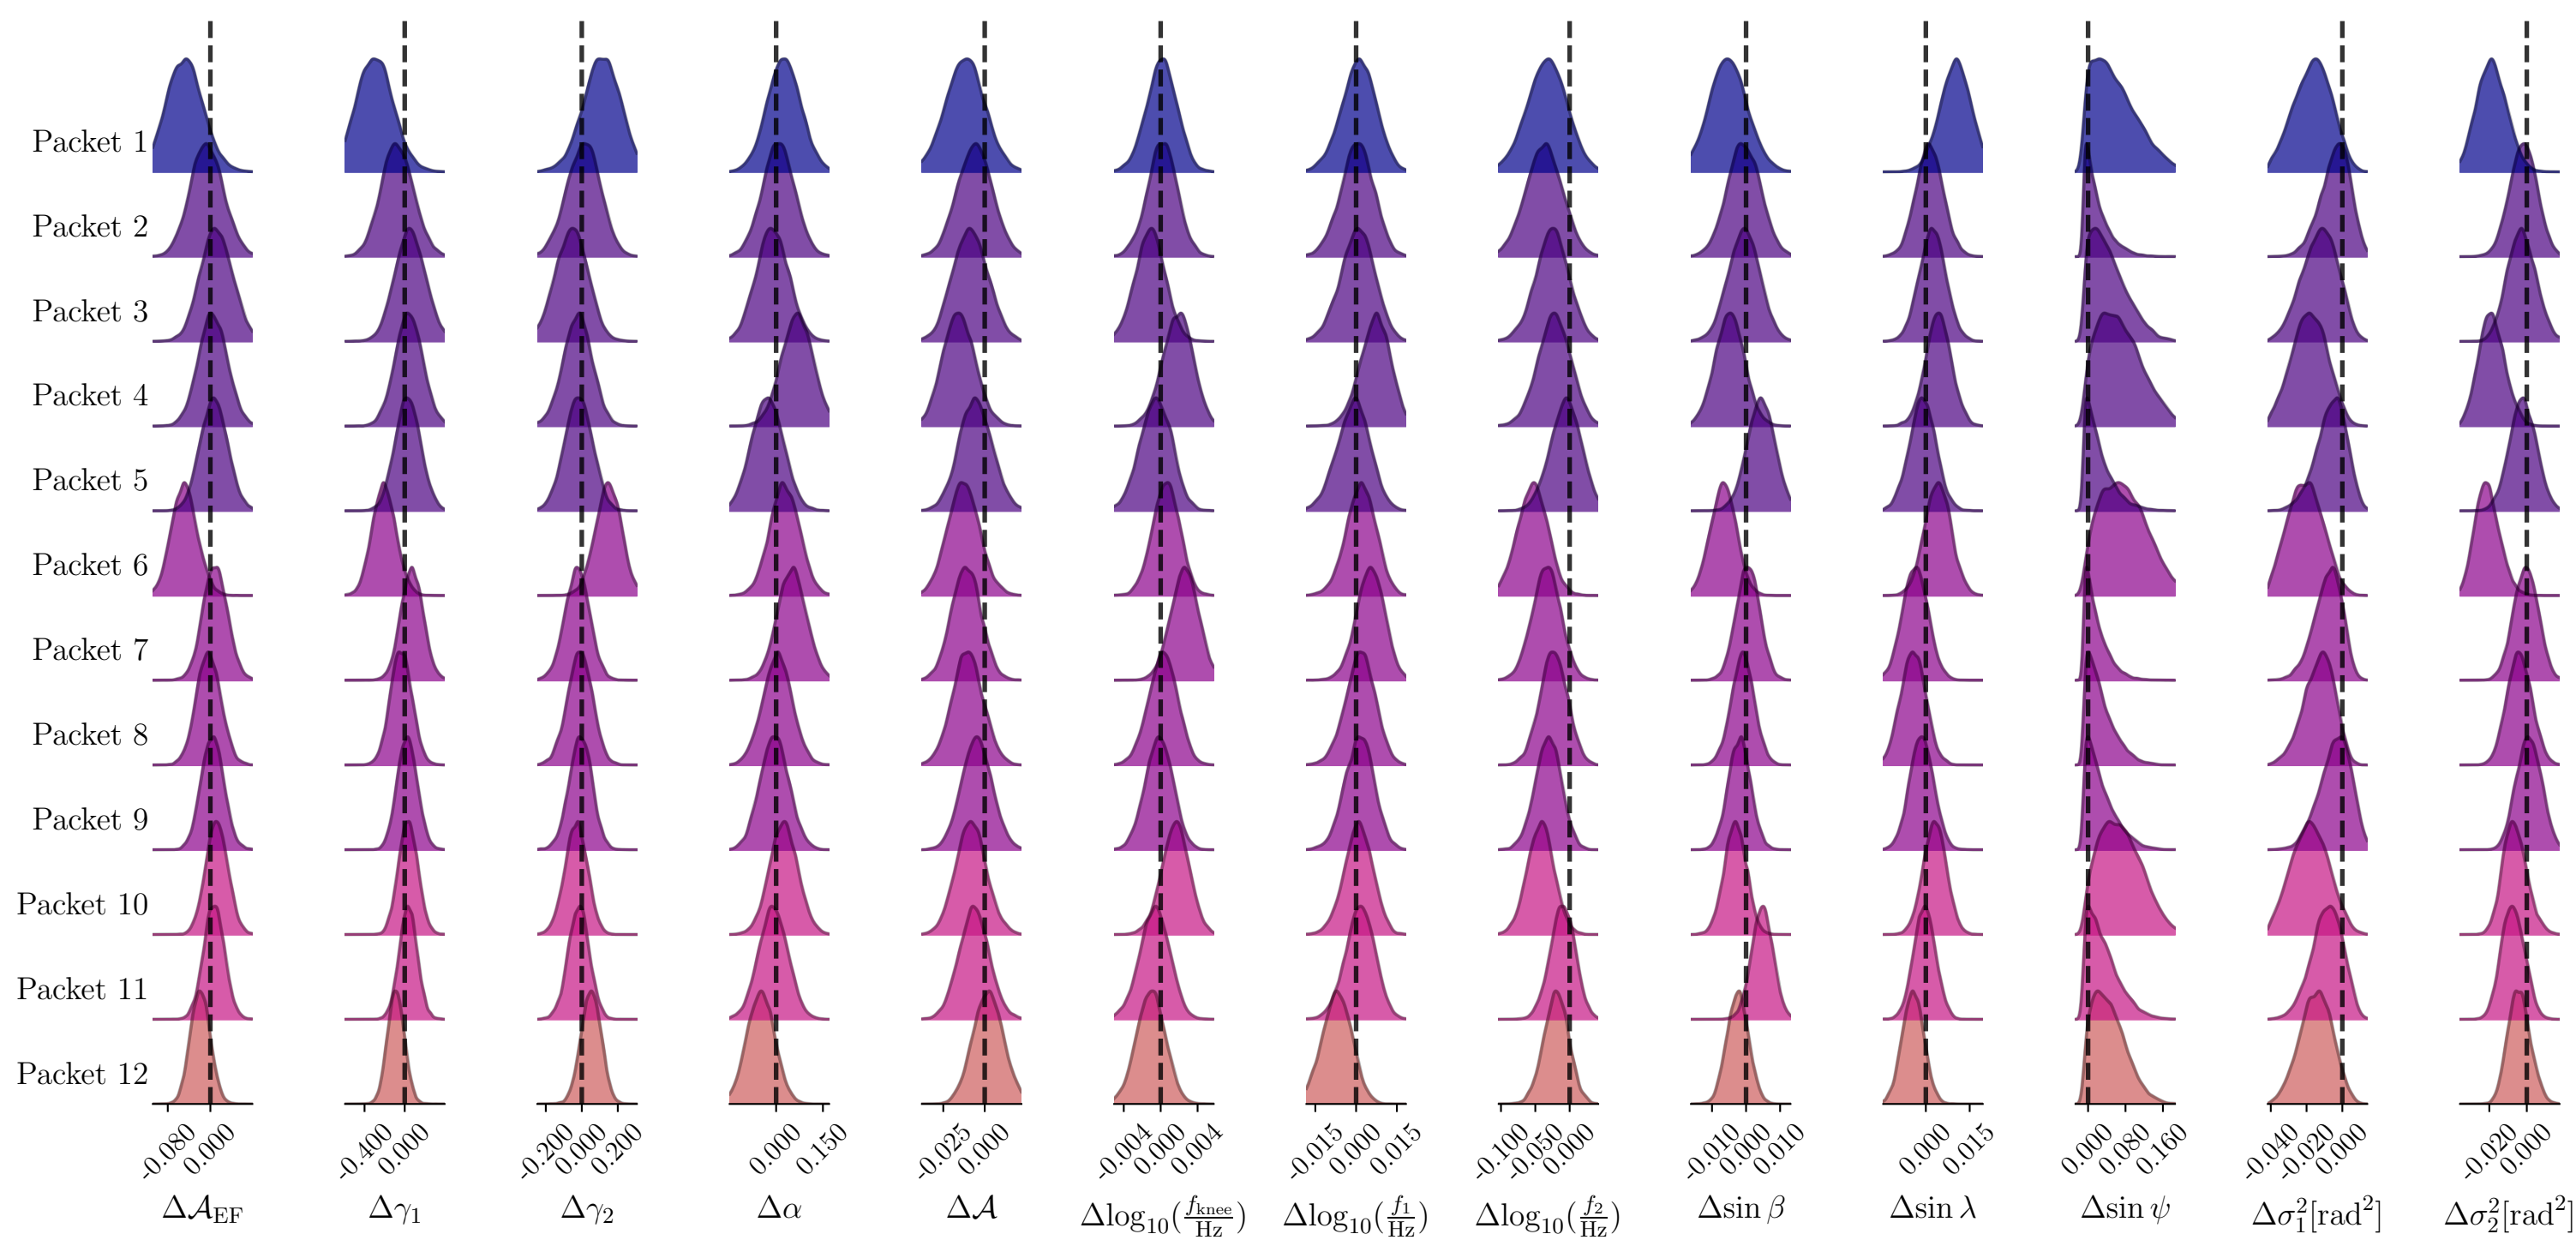 Packet 1
Packet 2
Packet 3
Packet 4
Packet 5
Packet 6
Packet 7
Packet 8
Packet 9
Packet 10
Packet 11
Packet 12
-0.080 0.000 -0.400 0.000 -0.200 0.000 0.200 0.000 0.150 -0.025 0.000 -0.004 0.000 0.004 -0.015 0.000 0.015 -0.100 -0.050 0.000 -0.010 0.000 0.010 0.000 0.015 0.000 0.080 0.160 -0.040 -0.020 0.000 -0.020 0.000
Δ𝒜_EF Δγ₁ Δγ₂ Δα Δ𝒜 Δlog₁₀(f_knee/Hz) Δlog₁₀(f₁/Hz) Δlog₁₀(f₂/Hz) Δsin β Δsin λ Δsin ψ Δσ₁²[rad²] Δσ₂²[rad²]